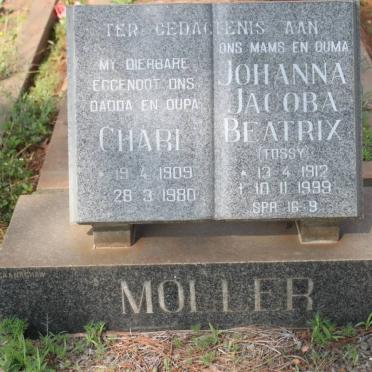 TER GEDAGTENIS AAN
MY DIERBARE
EGGENOOT ONS
DADDA EN OUPA
CHARL
* 19.4.1909
28.3.1980
ONS MAMS EN OUMA
JOHANNA
JACOBA
BEATRIX
(TOSSY)
* 13.4.1912
† 10.11.1999
SPR. 16:9
MÖLLER